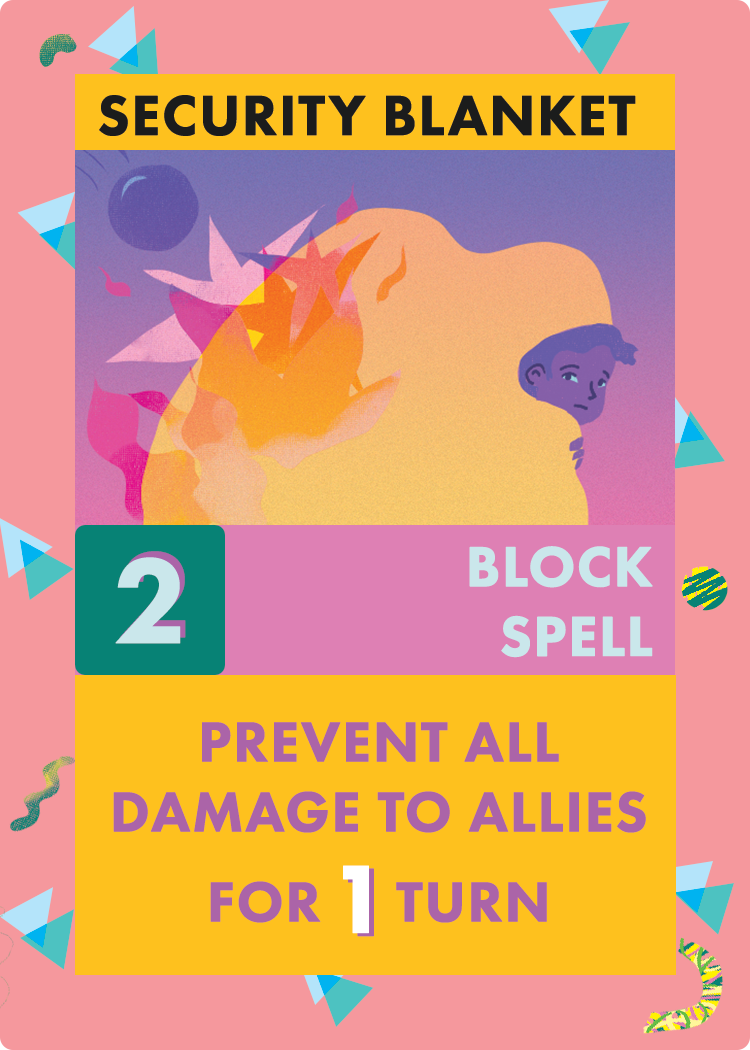 SECURITY BLANKET
2
BLOCK
SPELL
PREVENT ALL
DAMAGE TO ALLIES
FOR 1 TURN